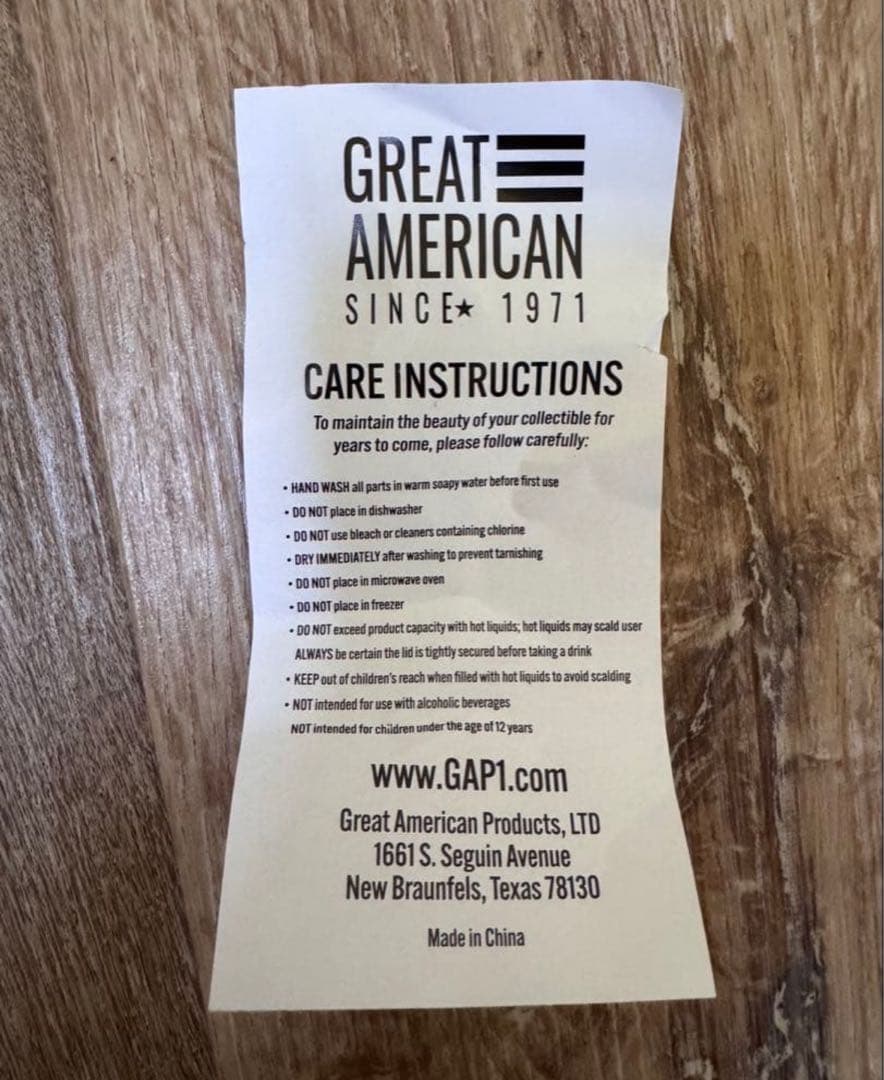 GREAT
AMERICAN
SINCE★ 1971
CARE INSTRUCTIONS
To maintain the beauty of your collectible for
years to come, please follow carefully:
• HAND WASH all parts in warm soapy water before first use
• DO NOT place in dishwasher
• DO NOT use bleach or cleaners containing chlorine
• DRY IMMEDIATELY after washing to prevent tarnishing
• DO NOT place in microwave oven
• DO NOT place in freezer
• DO NOT exceed product capacity with hot liquids; hot liquids may scald user
ALWAYS be certain the lid is tightly secured before taking a drink
• KEEP out of children's reach when filled with hot liquids to avoid scalding
• NOT intended for use with alcoholic beverages
NOT intended for children under the age of 12 years
www.GAP1.com
Great American Products, LTD
1661 S. Seguin Avenue
New Braunfels, Texas 78130
Made in China